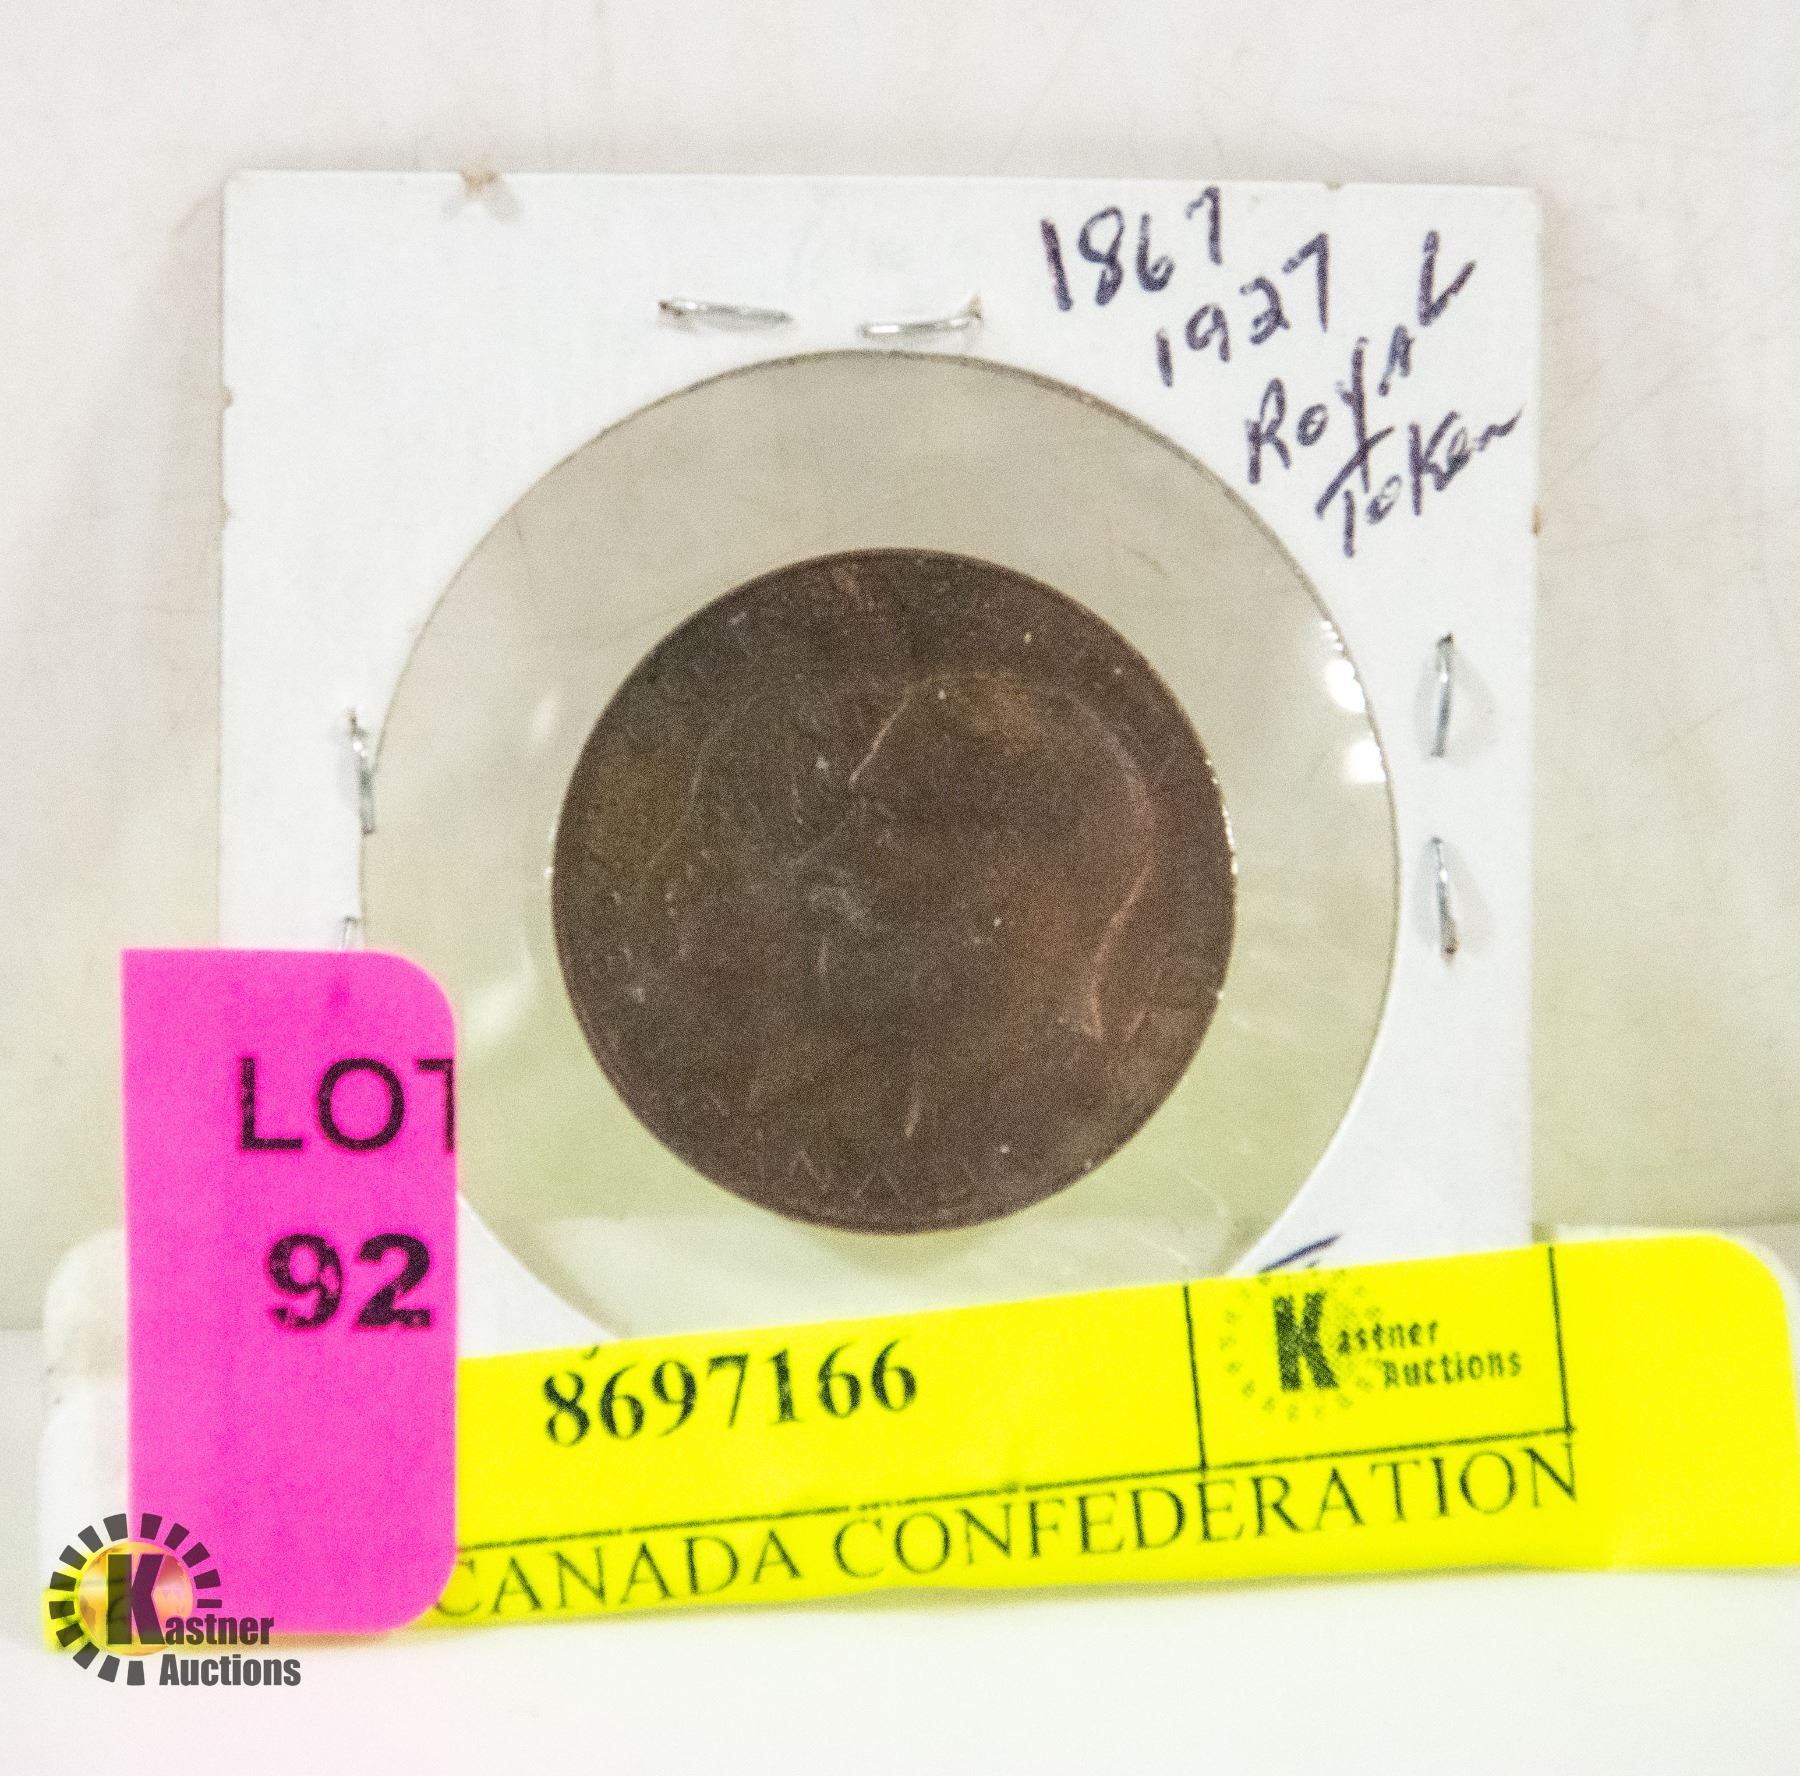 1867
1927
ROYAL
Token
LOT
92
8697166
Kastner
Auctions
CANADA CONFEDERATION
Kastner
Auctions